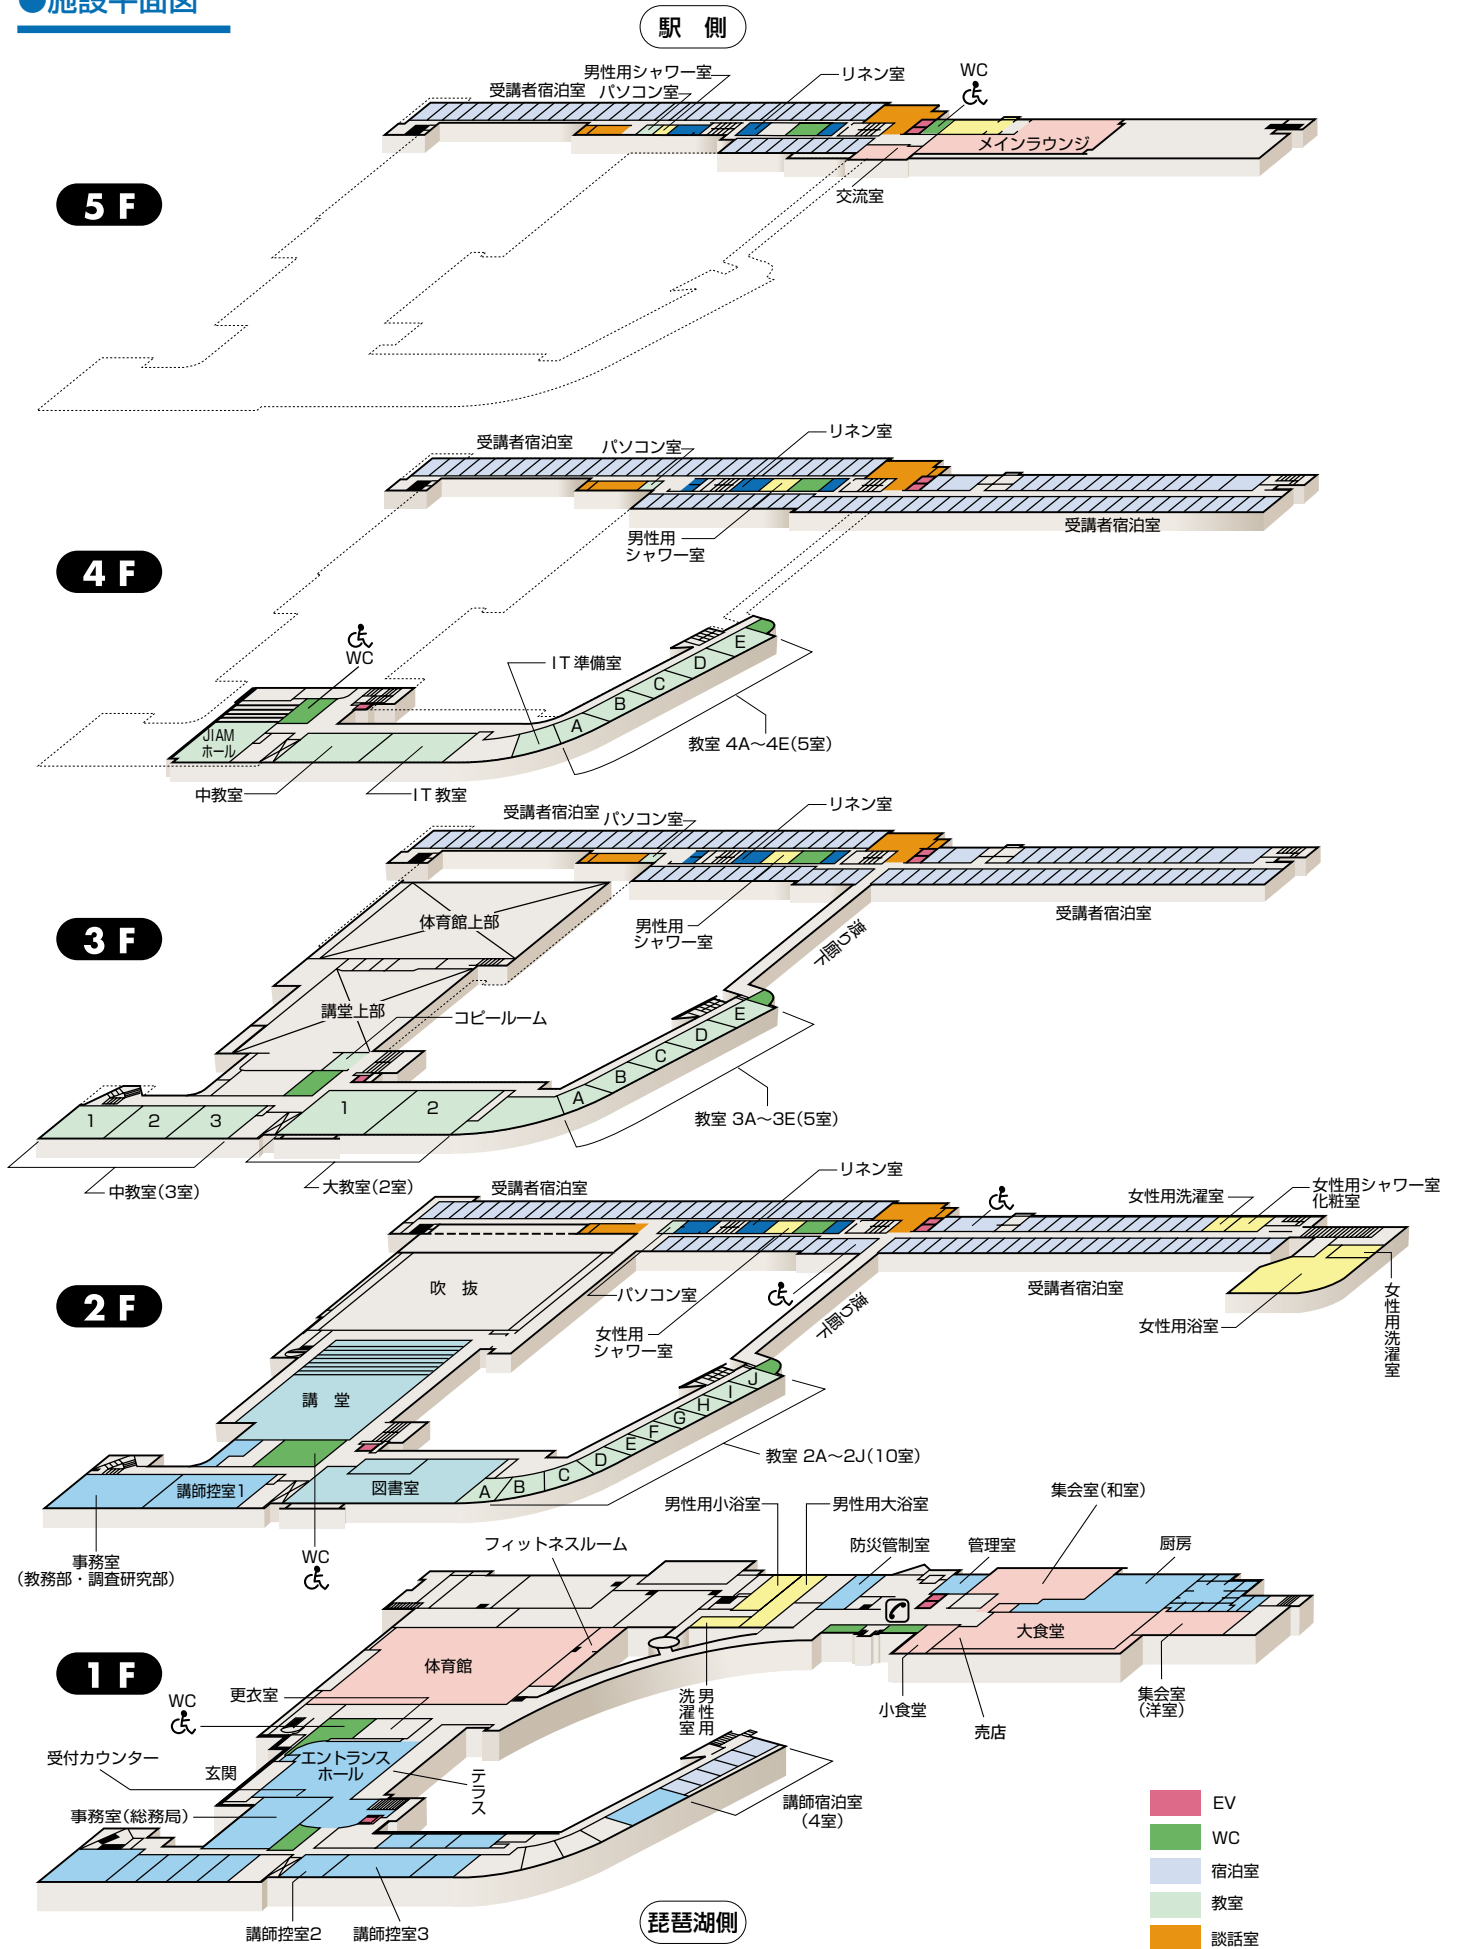 ●施設平面図
駅 側
男性用シャワー室
受講者宿泊室
パソコン室
リネン室
WC
メインラウンジ
交流室
5 F
受講者宿泊室
パソコン室
リネン室
男性用
シャワー室
受講者宿泊室
4 F
WC
IT準備室
A
B
C
D
E
JIAM
ホール
教室 4A〜4E(5室)
中教室
IT教室
受講者宿泊室
パソコン室
リネン室
男性用
シャワー室
受講者宿泊室
体育館上部
渡り廊下
3 F
講堂上部
コピールーム
A
B
C
D
E
1
2
3
1
2
教室 3A〜3E(5室)
中教室(3室)
大教室(2室)
受講者宿泊室
リネン室
女性用洗濯室
女性用シャワー室
化粧室
吹 抜
パソコン室
女性用
シャワー室
渡り廊下
受講者宿泊室
女性用浴室
女性用洗濯室
2 F
講 堂
A
B
C
D
E
F
G
H
I
J
教室 2A〜2J(10室)
講師控室1
図書室
事務室
(教務部・調査研究部)
WC
フィットネスルーム
男性用小浴室
男性用大浴室
防災管制室
管理室
集会室(和室)
厨房
大食堂
体育館
1 F
更衣室
WC
男性用
洗濯室
小食堂
売店
集会室
(洋室)
受付カウンター
玄関
エントランス
ホール
テラス
事務室(総務局)
講師宿泊室
(4室)
講師控室2
講師控室3
琵琶湖側
EV
WC
宿泊室
教室
談話室